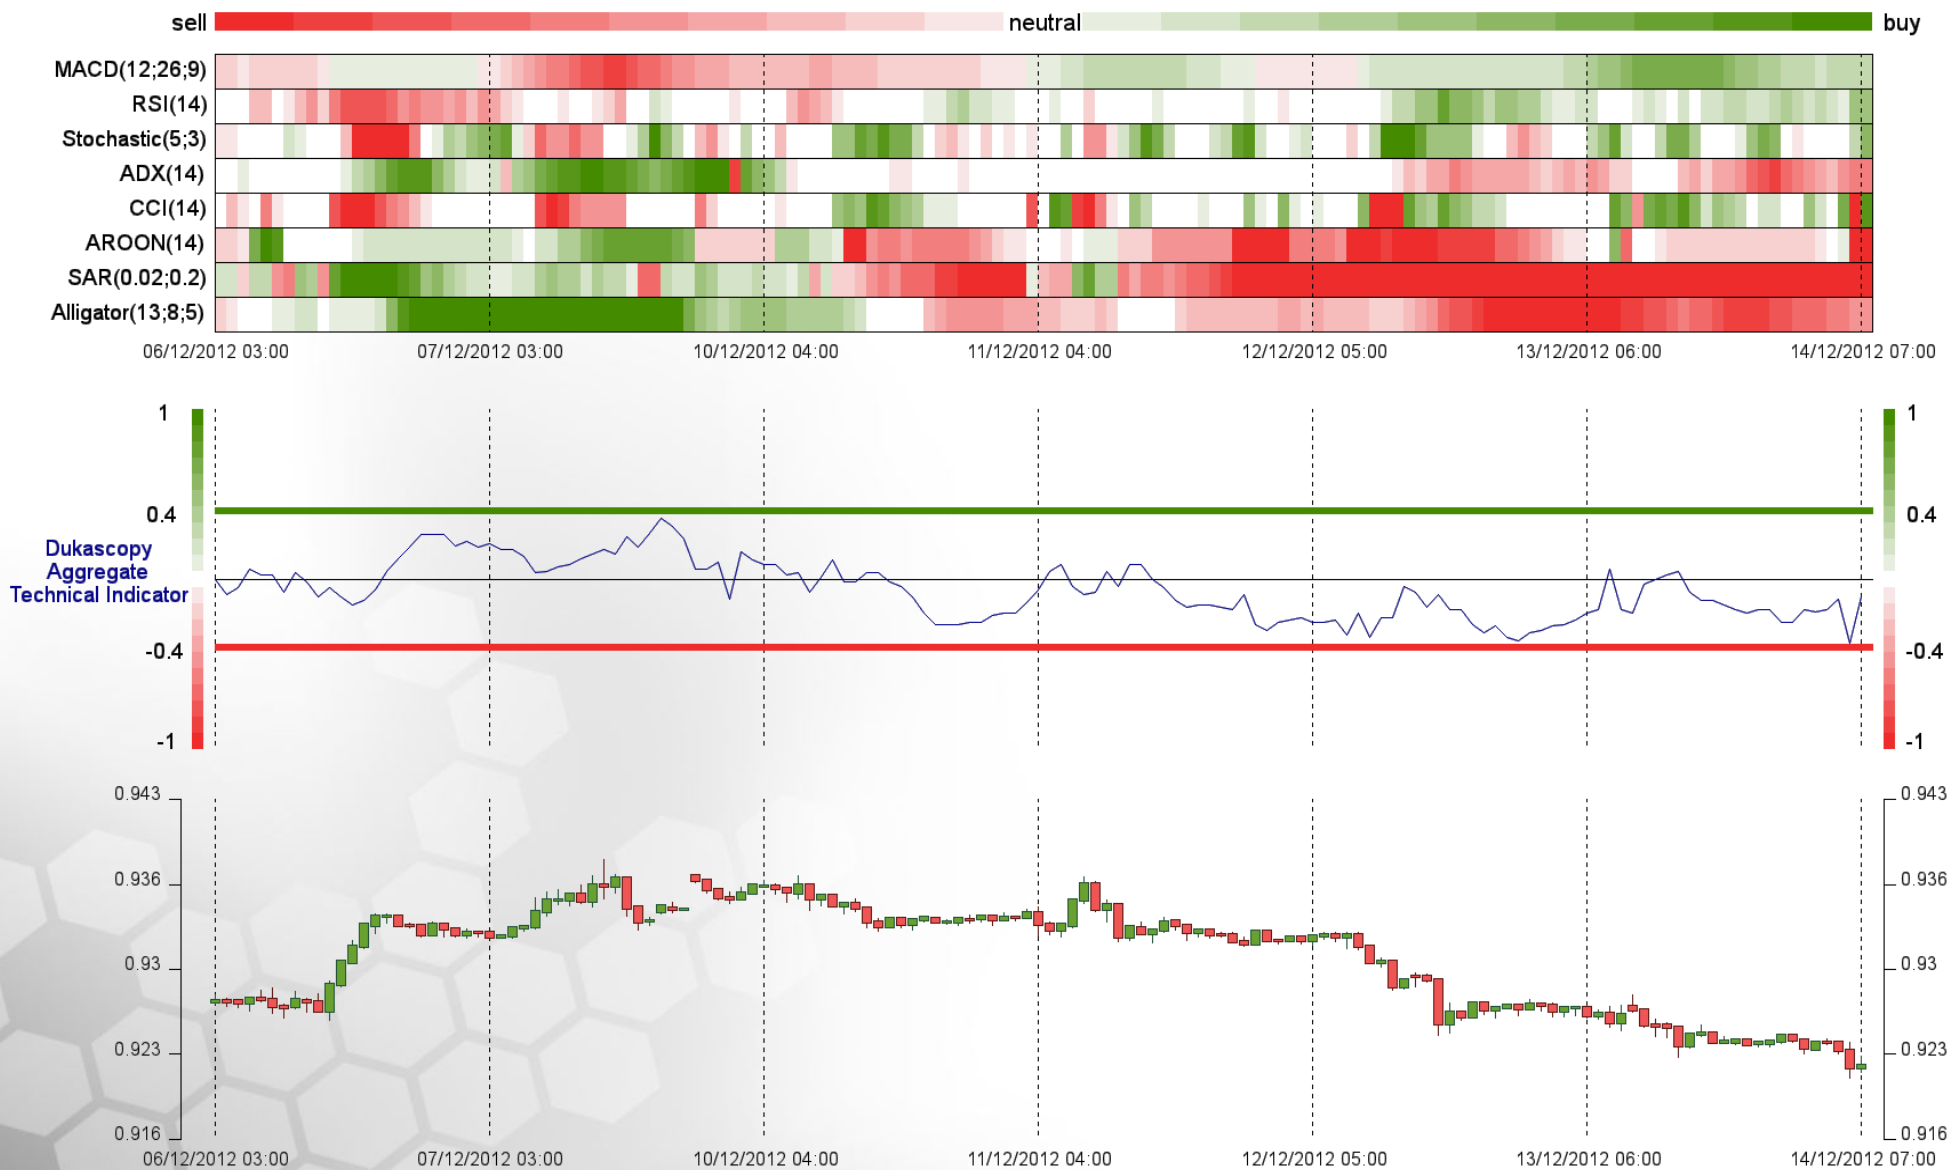 sell neutral buy
MACD(12;26;9)
RSI(14)
Stochastic(5;3)
ADX(14)
CCI(14)
AROON(14)
SAR(0.02;0.2)
Alligator(13;8;5)
06/12/2012 03:00 07/12/2012 03:00 10/12/2012 04:00 11/12/2012 04:00 12/12/2012 05:00 13/12/2012 06:00 14/12/2012 07:00
1 1
0.4 0.4
Dukascopy
Aggregate
Technical Indicator
-0.4 -0.4
-1 -1
0.943 0.943
0.936 0.936
0.93 0.93
0.923 0.923
0.916 0.916
06/12/2012 03:00 07/12/2012 03:00 10/12/2012 04:00 11/12/2012 04:00 12/12/2012 05:00 13/12/2012 06:00 14/12/2012 07:00